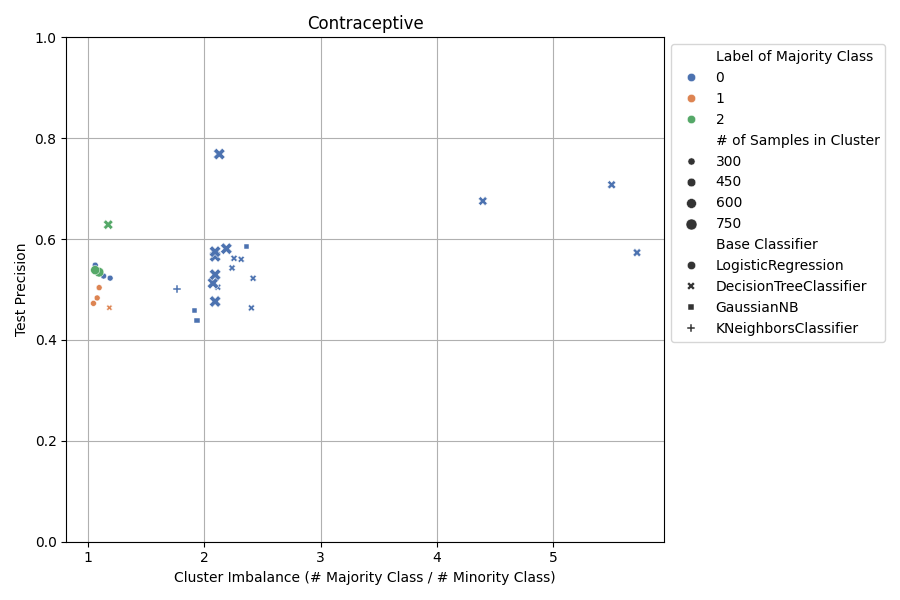 Contraceptive
1.0
0.8
0.6
0.4
0.2
0.0
Test Precision
1
2
3
4
5
Cluster Imbalance (# Majority Class / # Minority Class)
Label of Majority Class
0
1
2
# of Samples in Cluster
300
450
600
750
Base Classifier
LogisticRegression
DecisionTreeClassifier
GaussianNB
KNeighborsClassifier